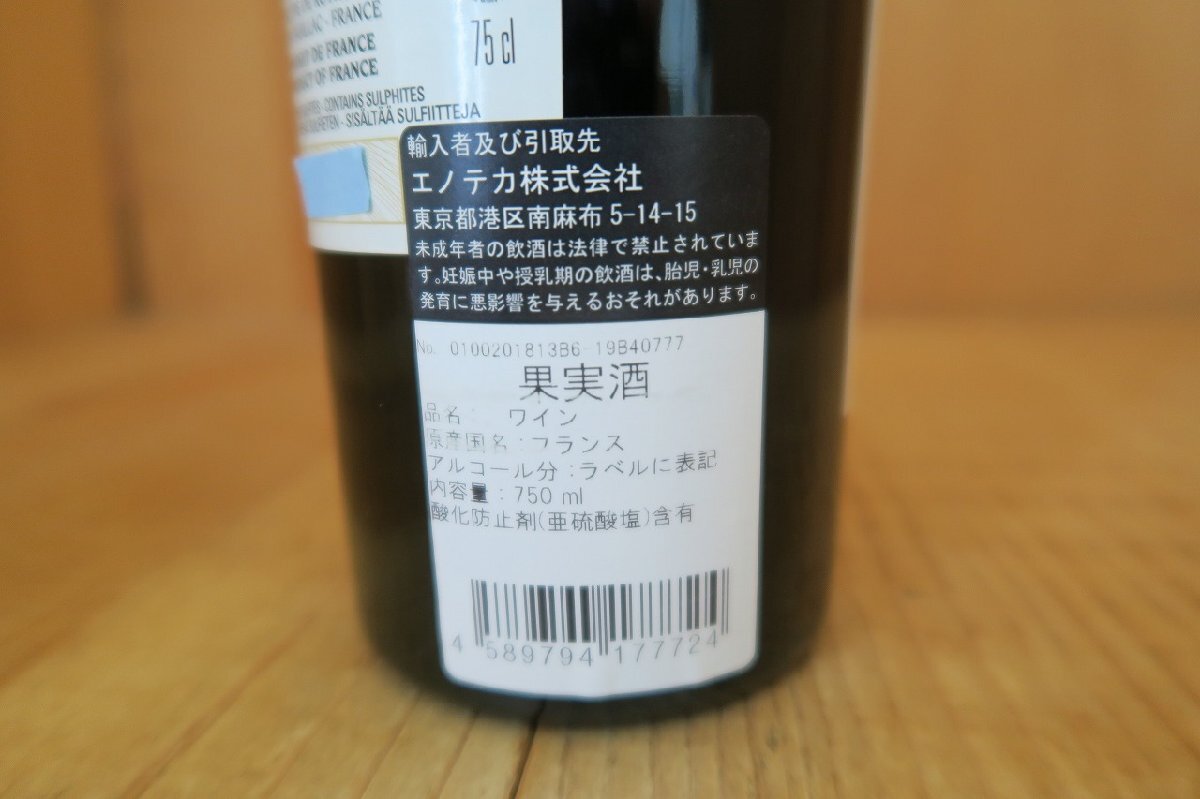 - FRANCE
DE FRANCE
OF FRANCE
75 cl
CONTAINS SULPHITES
- SISÄLTÄÄ SULFIITTEJA
輸入者及び引取先
エノテカ株式会社
東京都港区南麻布 5-14-15
未成年者の飲酒は法律で禁止されていま
す。妊娠中や授乳期の飲酒は、胎児・乳児の
発育に悪影響を与えるおそれがあります。
No. 0100201813B6-19B40777
果実酒
品名: ワイン
原産国名:フランス
アルコール分:ラベルに表記
内容量:750 ml
酸化防止剤(亜硫酸塩)含有
4 589794 177724